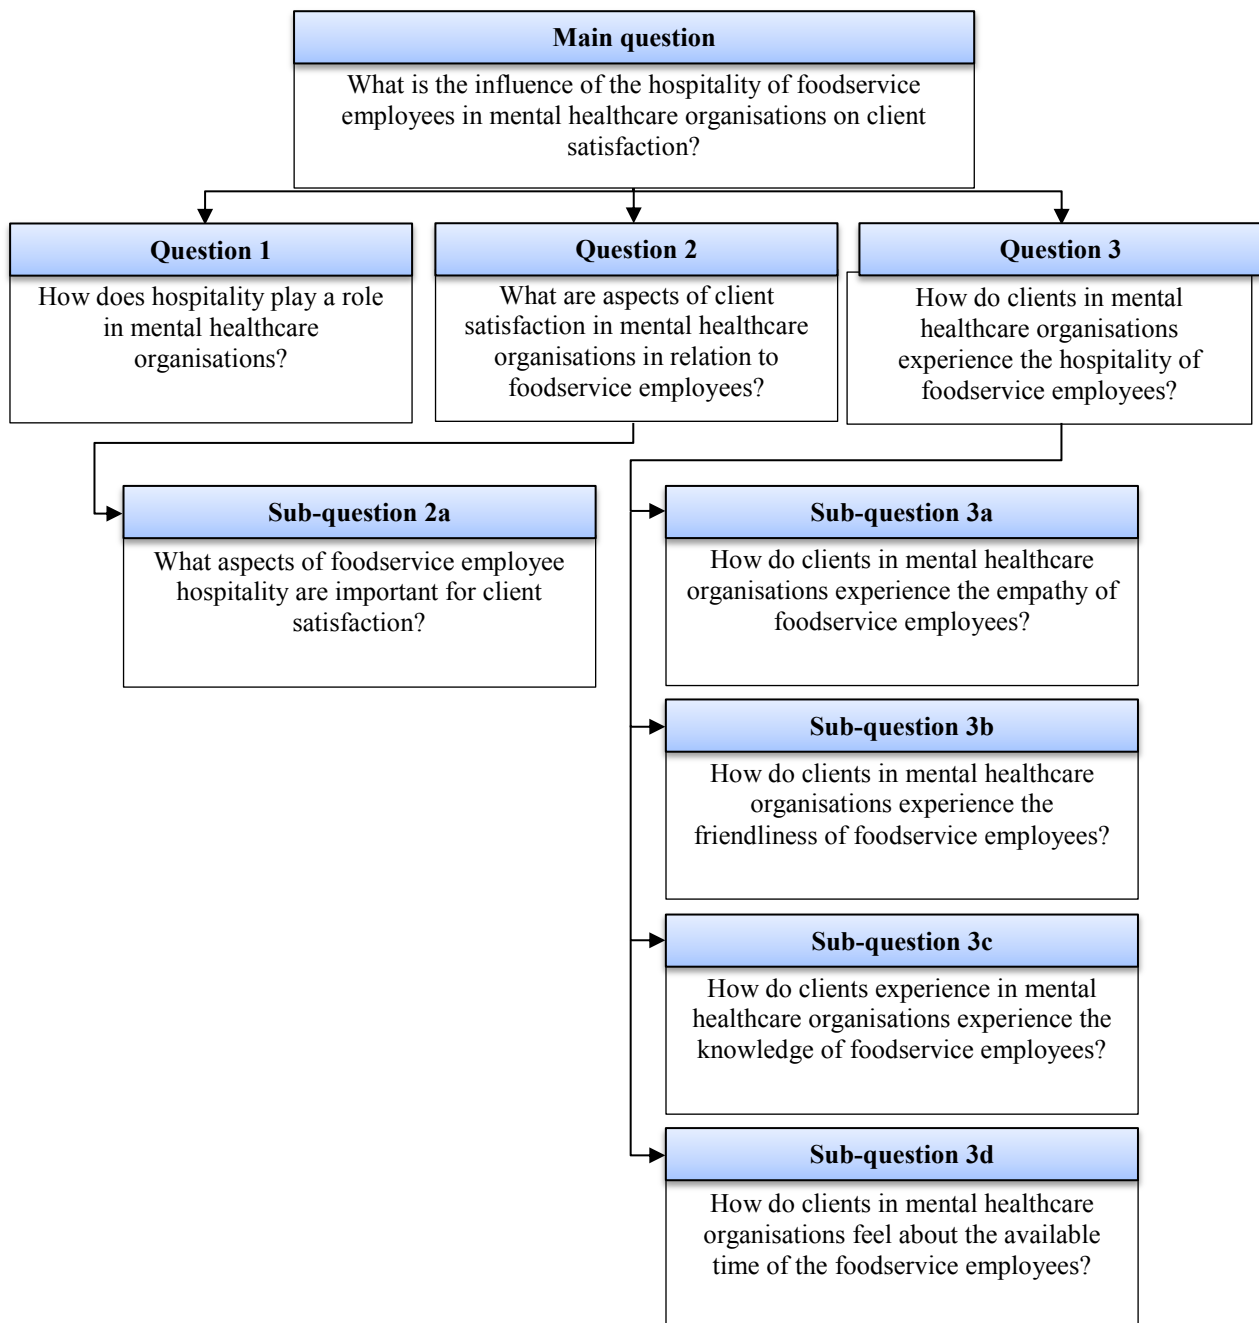 Main question
What is the influence of the hospitality of foodservice
employees in mental healthcare organisations on client
satisfaction?
Question 1
How does hospitality play a role
in mental healthcare
organisations?
Question 2
What are aspects of client
satisfaction in mental healthcare
organisations in relation to
foodservice employees?
Question 3
How do clients in mental
healthcare organisations
experience the hospitality of
foodservice employees?
Sub-question 2a
What aspects of foodservice employee
hospitality are important for client
satisfaction?
Sub-question 3a
How do clients in mental healthcare
organisations experience the empathy of
foodservice employees?
Sub-question 3b
How do clients in mental healthcare
organisations experience the
friendliness of foodservice employees?
Sub-question 3c
How do clients experience in mental
healthcare organisations experience the
knowledge of foodservice employees?
Sub-question 3d
How do clients in mental healthcare
organisations feel about the available
time of the foodservice employees?